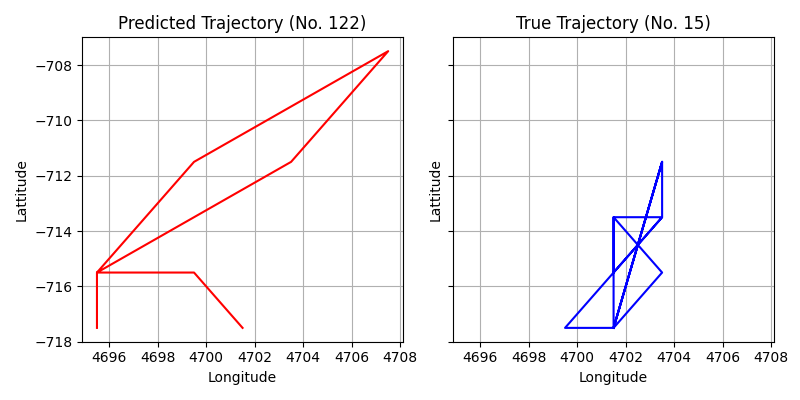 Predicted Trajectory (No. 122)
True Trajectory (No. 15)
Lattitude
−708
−710
−712
−714
−716
−718
4696 4698 4700 4702 4704 4706 4708
Longitude
Lattitude
4696 4698 4700 4702 4704 4706 4708
Longitude